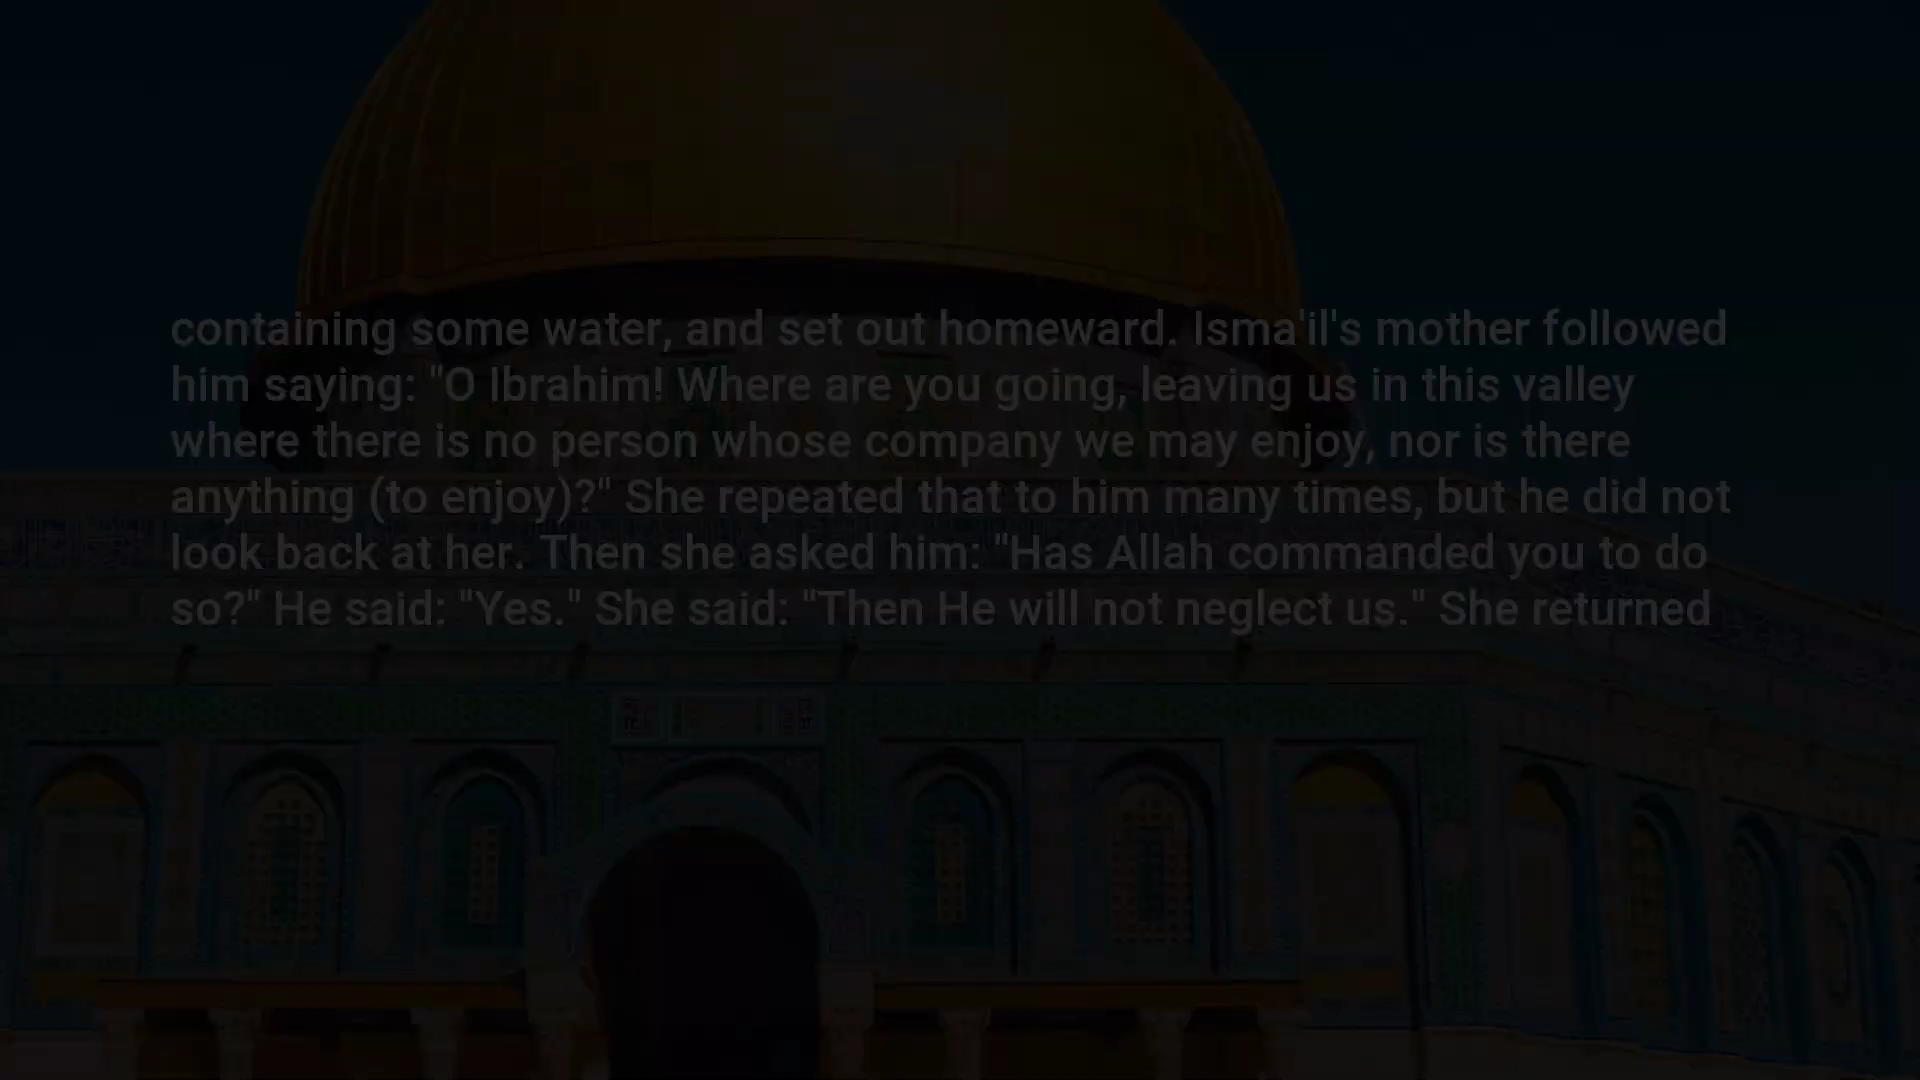 containing some water, and set out homeward. Isma'il's mother followed
him saying: "O Ibrahim! Where are you going, leaving us in this valley
where there is no person whose company we may enjoy, nor is there
anything (to enjoy)?" She repeated that to him many times, but he did not
look back at her. Then she asked him: "Has Allah commanded you to do
so?" He said: "Yes." She said: "Then He will not neglect us." She returned